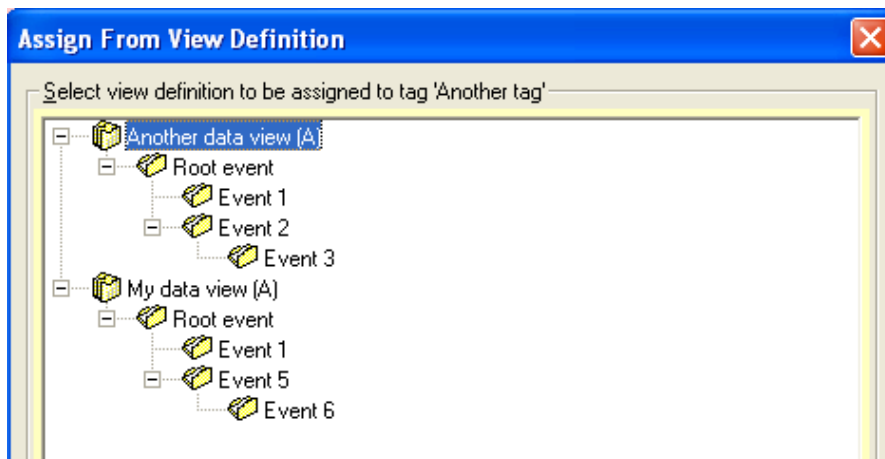 Assign From View Definition
Select view definition to be assigned to tag 'Another tag'
Another data view (A)
Root event
Event 1
Event 2
Event 3
My data view (A)
Root event
Event 1
Event 5
Event 6